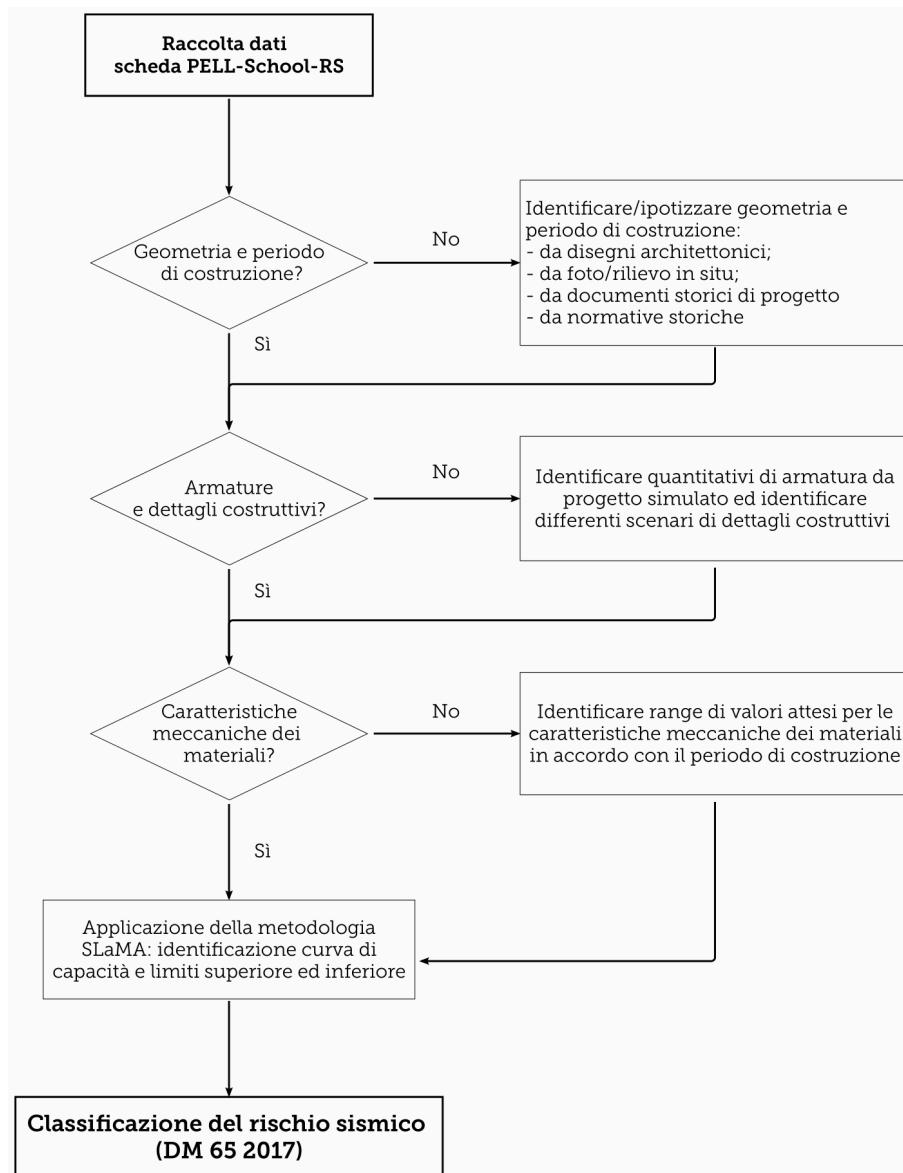 Raccolta dati
scheda PELL-School-RS
Geometria e periodo
di costruzione?
No
Identificare/ipotizzare geometria e
periodo di costruzione:
- da disegni architettonici;
- da foto/rilievo in situ;
- da documenti storici di progetto
- da normative storiche
Sì
Armature
e dettagli costruttivi?
No
Identificare quantitativi di armatura da
progetto simulato ed identificare
differenti scenari di dettagli costruttivi
Sì
Caratteristiche
meccaniche dei
materiali?
No
Identificare range di valori attesi per le
caratteristiche meccaniche dei materiali
in accordo con il periodo di costruzione
Sì
Applicazione della metodologia
SLaMA: identificazione curva di
capacità e limiti superiore ed inferiore
Classificazione del rischio sismico
(DM 65 2017)